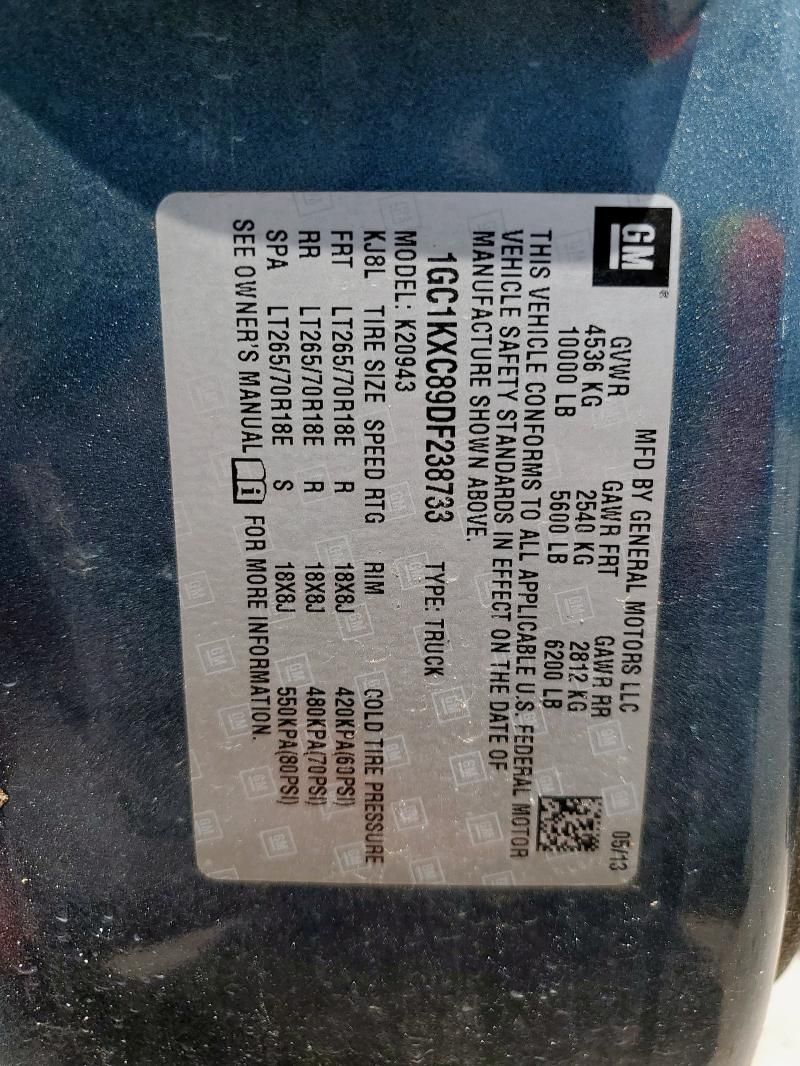 GM®
MFD BY GENERAL MOTORS LLC 05/13
GVWR GAWR FRT GAWR RR
4536 KG 2540 KG 2812 KG
10000 LB 5600 LB 6200 LB
THIS VEHICLE CONFORMS TO ALL APPLICABLE U.S. FEDERAL MOTOR
VEHICLE SAFETY STANDARDS IN EFFECT ON THE DATE OF
MANUFACTURE SHOWN ABOVE.
1GC1KXC89DF238733 TYPE: TRUCK
MODEL: K20943
KJ8L TIRE SIZE SPEED RTG RIM COLD TIRE PRESSURE
FRT LT265/70R18E R 18X8J 420KPA(60PSI)
RR LT265/70R18E R 18X8J 480KPA(70PSI)
SPA LT265/70R18E S 18X8J 550KPA(80PSI)
SEE OWNER'S MANUAL i FOR MORE INFORMATION.